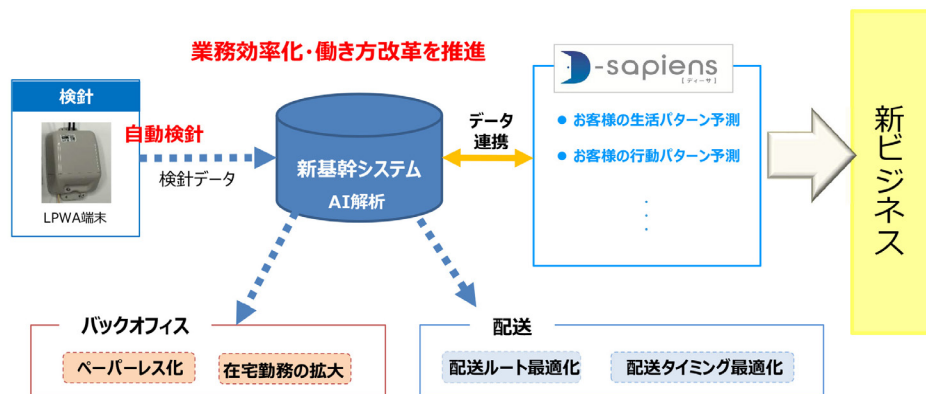 業務効率化・働き方改革を推進
検針
自動検針
検針データ
LPWA端末
新基幹システム
AI解析
データ
連携
D-sapiens
［ディーサ］
● お客様の生活パターン予測
● お客様の行動パターン予測
・
・
・
新ビジネス
バックオフィス
ペーパーレス化
在宅勤務の拡大
配送
配送ルート最適化
配送タイミング最適化